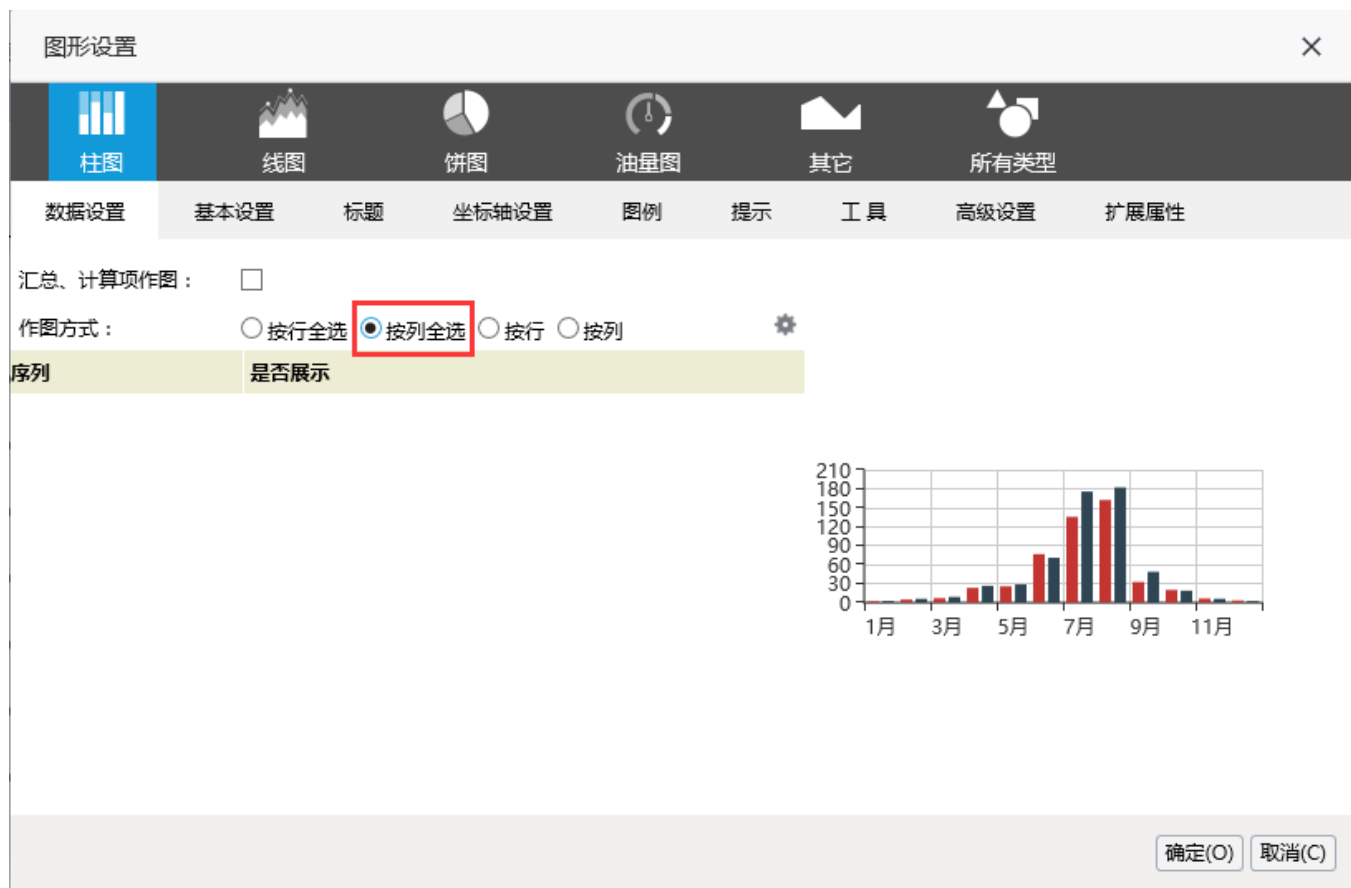 图形设置
柱图 线图 饼图 油量图 其它 所有类型
数据设置 基本设置 标题 坐标轴设置 图例 提示 工具 高级设置 扩展属性
汇总、计算项作图：
作图方式： 按行全选 按列全选 按行 按列
序列 是否展示
210
180
150
120
90
60
30
0
1月 3月 5月 7月 9月 11月
确定(O) 取消(C)